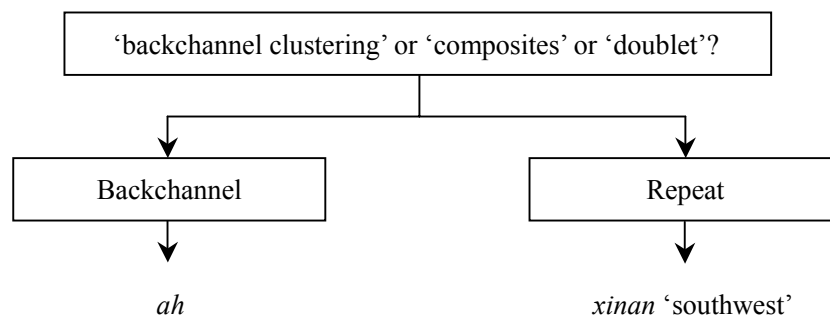 ‘backchannel clustering’ or ‘composites’ or ‘doublet’?
Backchannel
Repeat
ah
xinan ‘southwest’